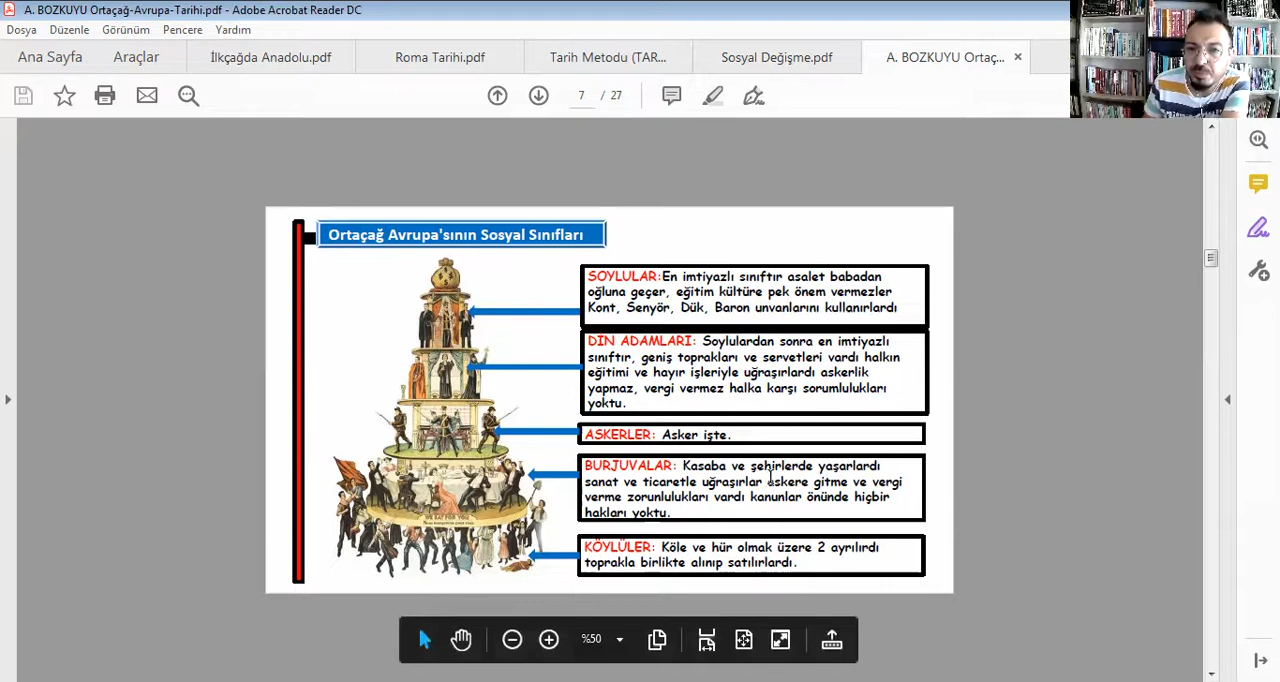 A. BOZKUYU Ortaçağ-Avrupa-Tarihi.pdf - Adobe Acrobat Reader DC
Dosya Düzenle Görünüm Pencere Yardım
Ana Sayfa Araçlar İlkçağda Anadolu.pdf Roma Tarihi.pdf Tarih Metodu (TAR... Sosyal Değişme.pdf A. BOZKUYU Ortaç...
7 / 27
Ortaçağ Avrupa'sının Sosyal Sınıfları
SOYLULAR:En imtiyazlı sınıftır asalet babadan
oğluna geçer, eğitim kültüre pek önem vermezler
Kont, Senyör, Dük, Baron unvanlarını kullanırlardı
DİN ADAMLARI: Soylulardan sonra en imtiyazlı
sınıftır, geniş toprakları ve servetleri vardı halkın
eğitimi ve hayır işleriyle uğraşırlardı askerlik
yapmaz, vergi vermez halka karşı sorumlulukları
yoktu.
ASKERLER: Asker işte.
BURJUVALAR: Kasaba ve şehirlerde yaşarlardı
sanat ve ticaretle uğraşırlar askere gitme ve vergi
verme zorunlulukları vardı kanunlar önünde hiçbir
hakları yoktu.
WE EAT FOR YOU
KÖYLÜLER: Köle ve hür olmak üzere 2 ayrılırdı
toprakla birlikte alınıp satılırlardı.
%50